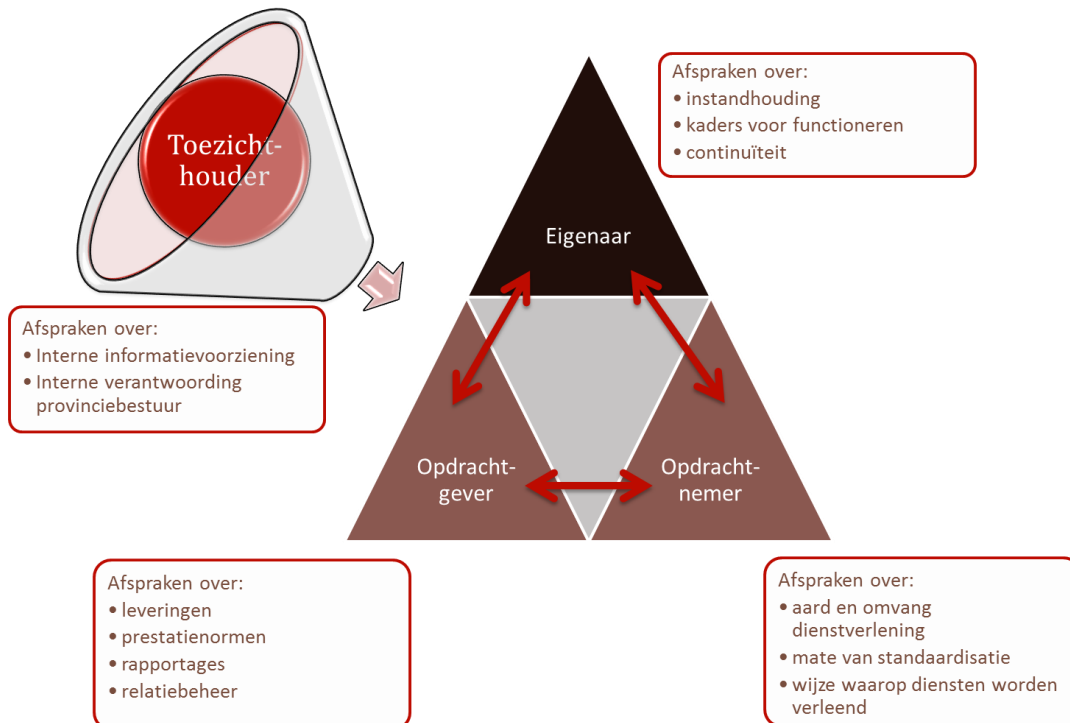 Toezicht-
houder
Afspraken over:
• instandhouding
• kaders voor functioneren
• continuïteit
Eigenaar
Afspraken over:
• Interne informatievoorziening
• Interne verantwoording
provinciebestuur
Opdracht-
gever
Opdracht-
nemer
Afspraken over:
• leveringen
• prestatienormen
• rapportages
• relatiebeheer
Afspraken over:
• aard en omvang
dienstverlening
• mate van standaardisatie
• wijze waarop diensten worden
verleend